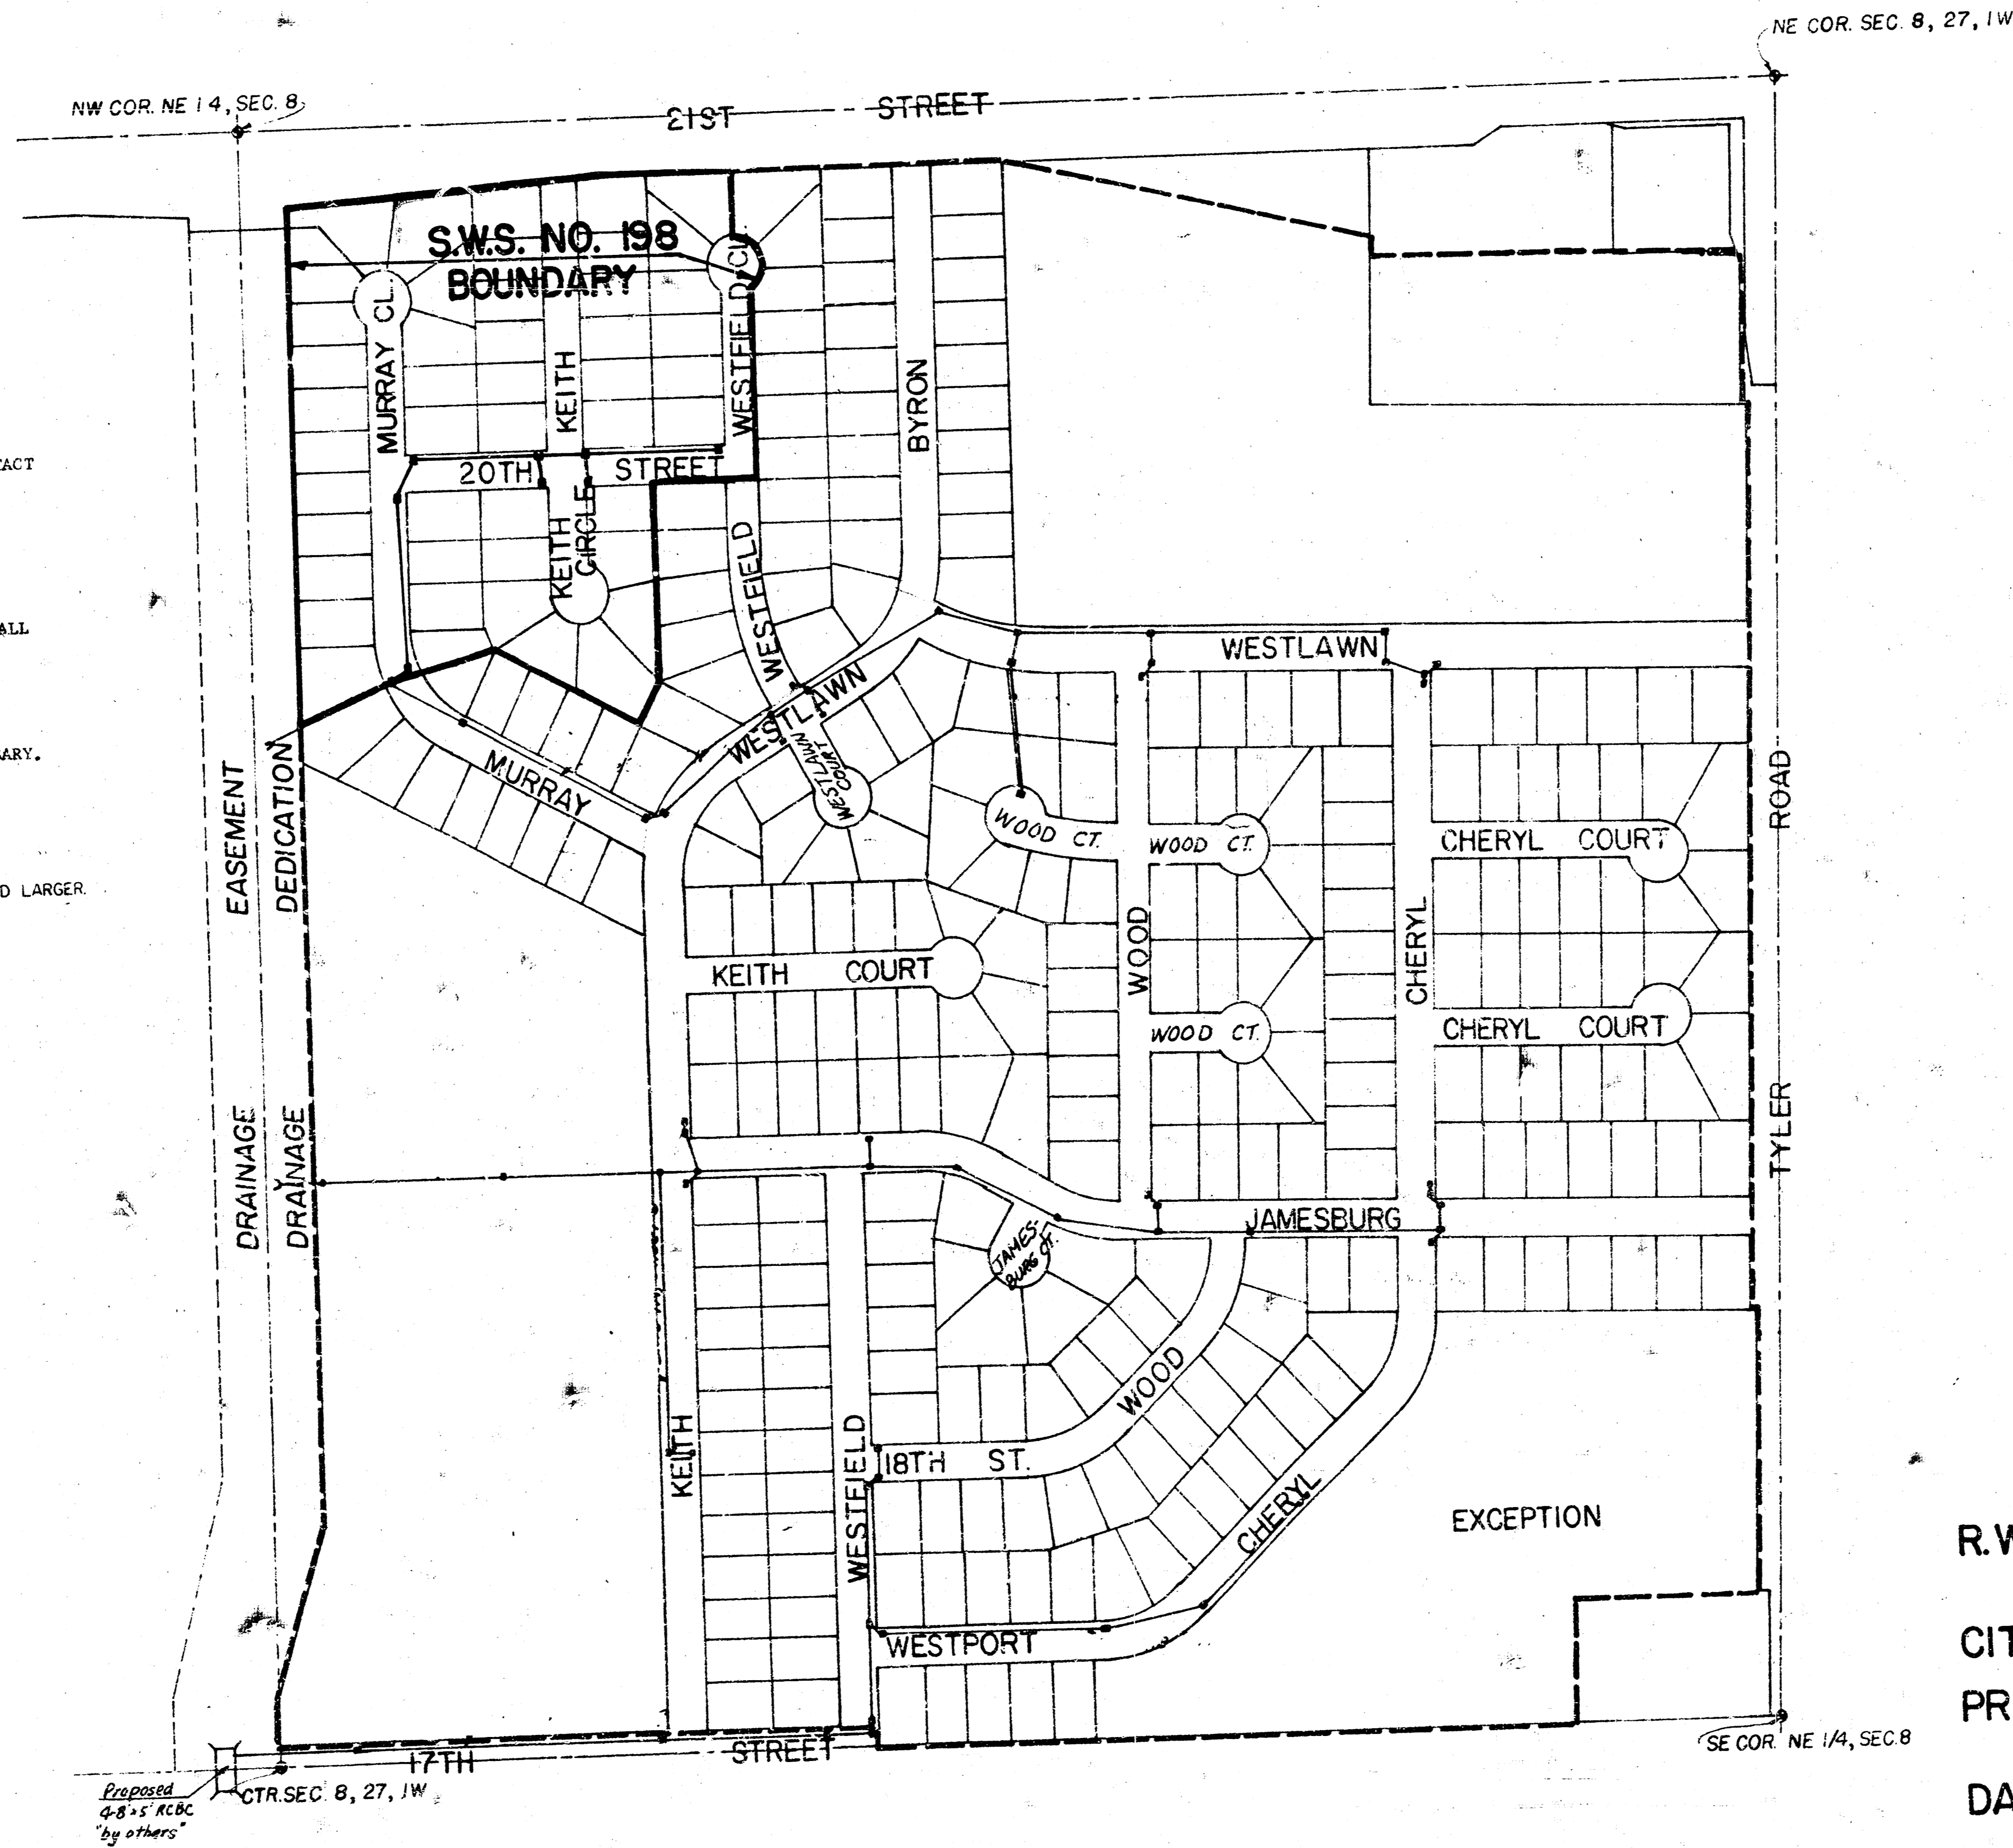 NE COR. SEC. 8, 27, 1W
NW COR. NE 1 4, SEC. 8
21ST STREET
S.W.S. NO. 198
BOUNDARY
MURRAY CL.
KEITH
WESTFIELD CL.
BYRON
20TH STREET
KEITH
CIRCLE
WESTFIELD
WESTLAWN
WESTLAWN
WESTLAWN
COURT
MURRAY
ALL
D LARGER.
EASEMENT
DEDICATION
DRAINAGE
DRAINAGE
WOOD CT.
WOOD CT.
CHERYL COURT
ROAD
WOOD
CHERYL
KEITH COURT
WOOD CT.
CHERYL COURT
TYLER
JAMESBURG
JAMES-
BURG CT.
WOOD
KEITH
WESTFIELD
18TH ST.
CHERYL
EXCEPTION
WESTPORT
17TH STREET
SE COR. NE 1/4, SEC.8
CTR.SEC. 8, 27, 1W
Proposed
4-8'x5' RCBC
"by others"
R.W
CIT
PR
DA